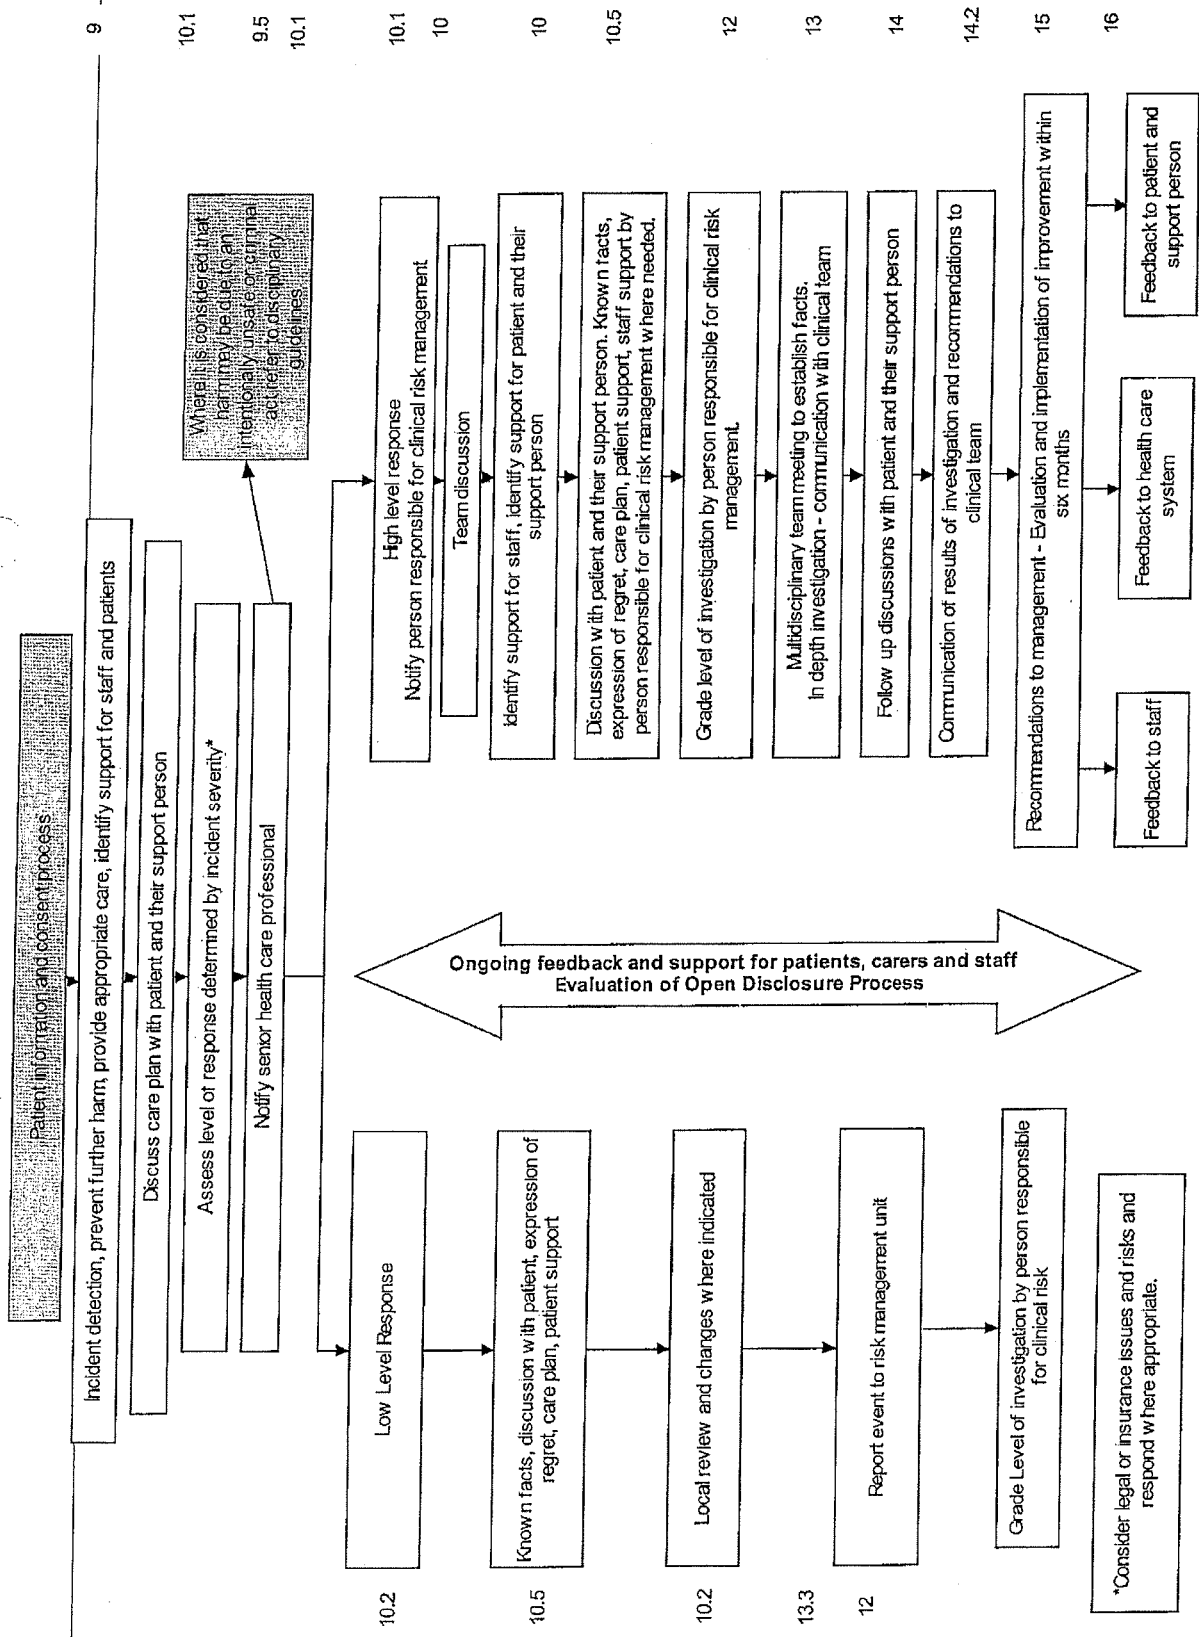 Patient information and consent process
9
Incident detection, prevent further harm, provide appropriate care, identify support for staff and patients
Discuss care plan with patient and their support person
10.1
Assess level of response determined by incident severity*
9.5
Notify senior health care professional
10.1
Where it is considered that
harm may be due to an
intentionally unsafe or criminal
act refer to disciplinary
guidelines
10.2
Low Level Response
10.5
Known facts, discussion with patient, expression of
regret, care plan, patient support
10.2
Local review and changes where indicated
13.3
Report event to risk management unit
12
Grade Level of investigation by person responsible
for clinical risk
*Consider legal or insurance issues and risks and
respond where appropriate.
Ongoing feedback and support for patients, carers and staff
Evaluation of Open Disclosure Process
High level response
Notify person responsible for clinical risk management
10.1
Team discussion
10
Identify support for staff, identify support for patient and their
support person
10
Discussion with patient and their support person. Known facts,
expression of regret, care plan, patient support, staff support by
person responsible for clinical risk management where needed.
10.5
Grade level of investigation by person responsible for clinical risk
management.
12
Multidisciplinary team meeting to establish facts.
In depth investigation - communication with clinical team
13
Follow up discussions with patient and their support person
14
Communication of results of investigation and recommendations to
clinical team
14.2
Recommendations to management - Evaluation and implementation of improvement within
six months
15
Feedback to staff
Feedback to health care
system
Feedback to patient and
support person
16